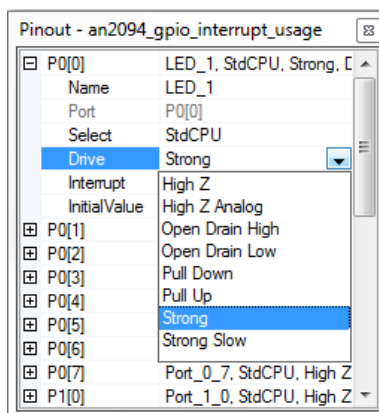 Pinout - an2094_gpio_interrupt_usage
P0[0] LED_1, StdCPU, Strong,
Name LED_1
Port P0[0]
Select StdCPU
Drive Strong
Interrupt High Z
InitialValue High Z Analog
P0[1] Open Drain High
P0[2] Open Drain Low
P0[3] Pull Down
P0[4] Pull Up
P0[5] Strong
P0[6] Strong Slow
P0[7] Port_0_7, StdCPU, High Z
P1[0] Port_1_0, StdCPU, High Z